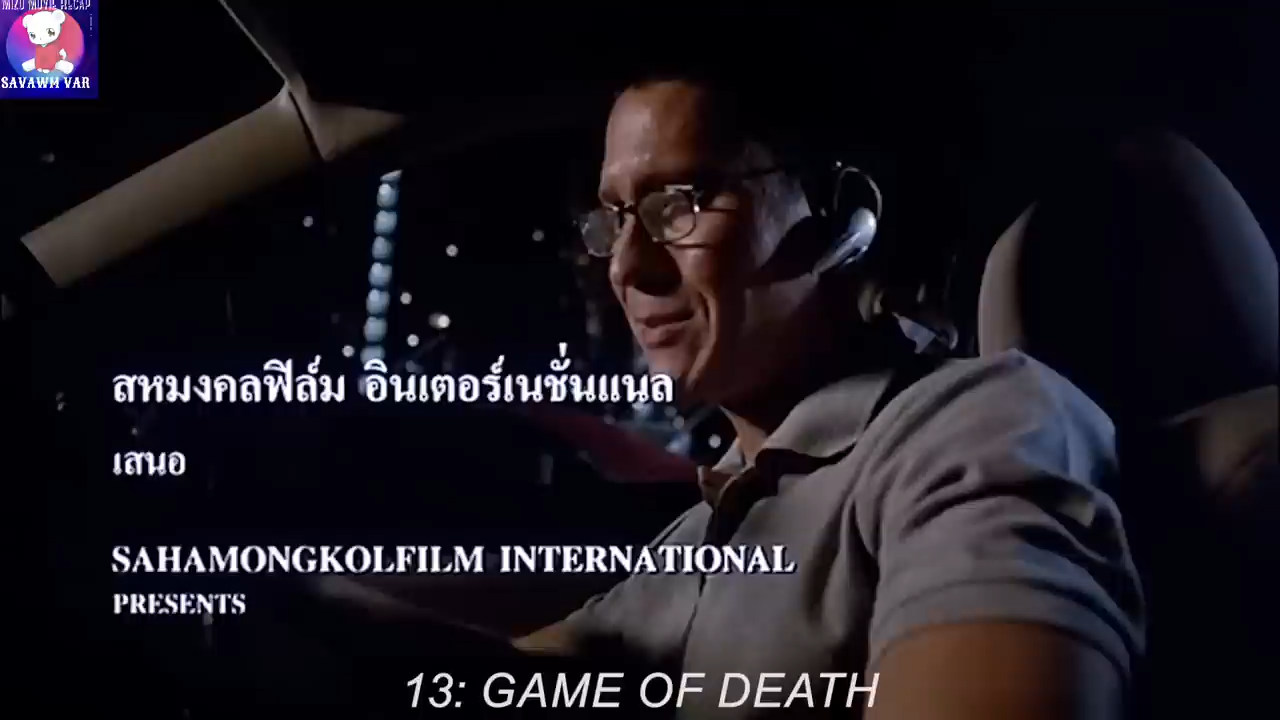 MIZO MOVIE RECAP
SAVAWM VAR
สหมงคลฟิล์ม อินเตอร์เนชั่นแนล
เสนอ
SAHAMONGKOLFILM INTERNATIONAL
PRESENTS
13: GAME OF DEATH